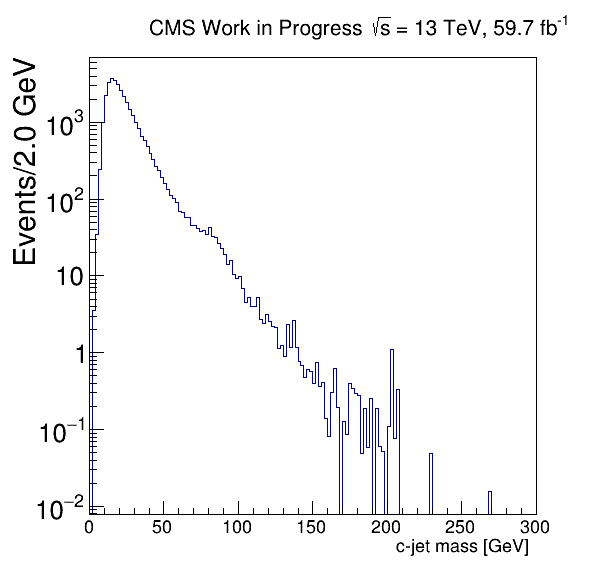 CMS Work in Progress √s = 13 TeV, 59.7 fb⁻¹
Events/2.0 GeV
10³
10²
10
1
10⁻¹
10⁻²
0 50 100 150 200 250 300
c-jet mass [GeV]